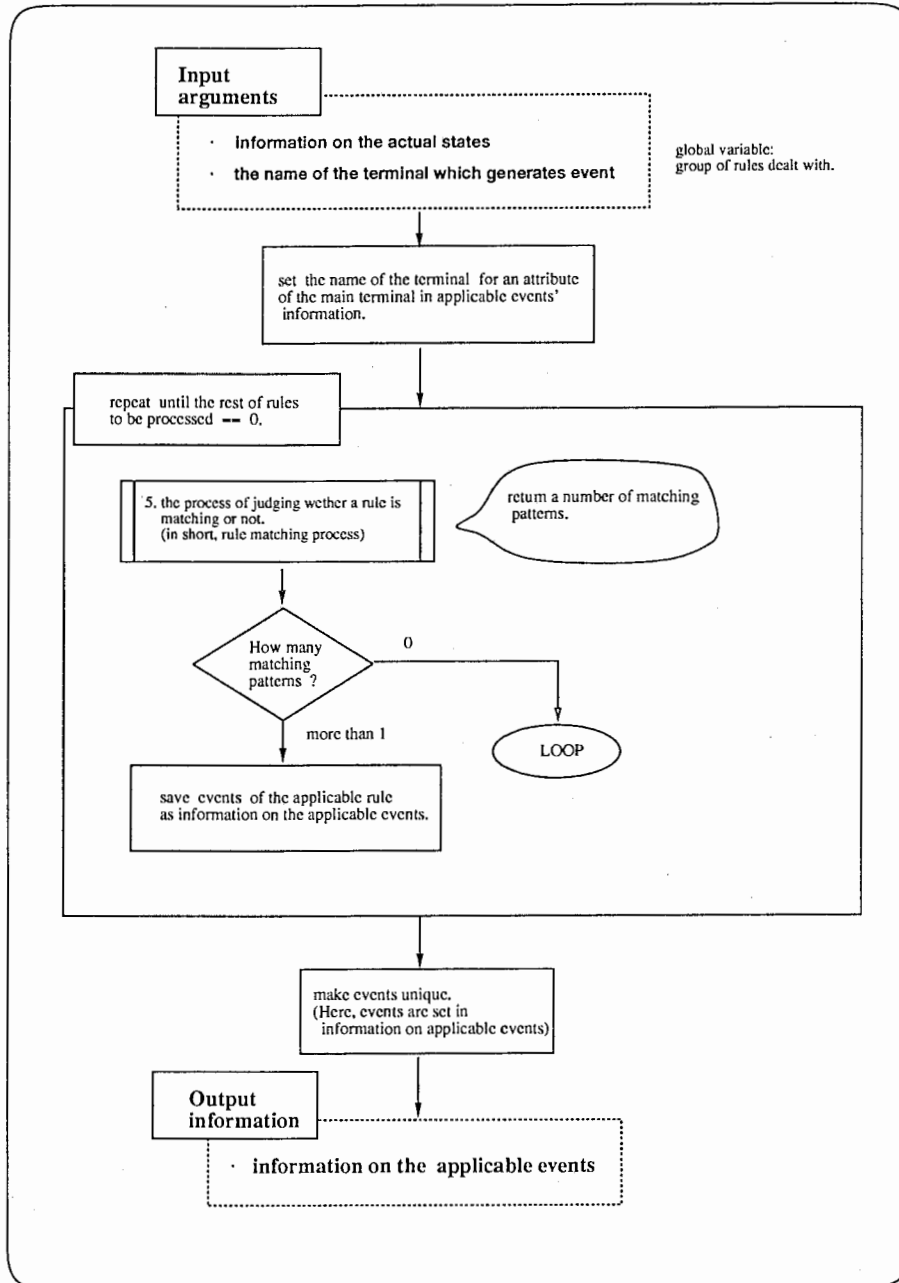 Input
arguments
· Information on the actual states
· the name of the terminal which generates event
global variable:
group of rules dealt with.
set the name of the terminal for an attribute
of the main terminal in applicable events'
information.
repeat until the rest of rules
to be processed == 0.
5. the process of judging wether a rule is
matching or not.
(in short, rule matching process)
return a number of matching
patterns.
How many
matching
patterns ?
0
more than 1
LOOP
save events of the applicable rule
as information on the applicable events.
make events unique.
(Here, events are set in
information on applicable events)
Output
information
· information on the applicable events